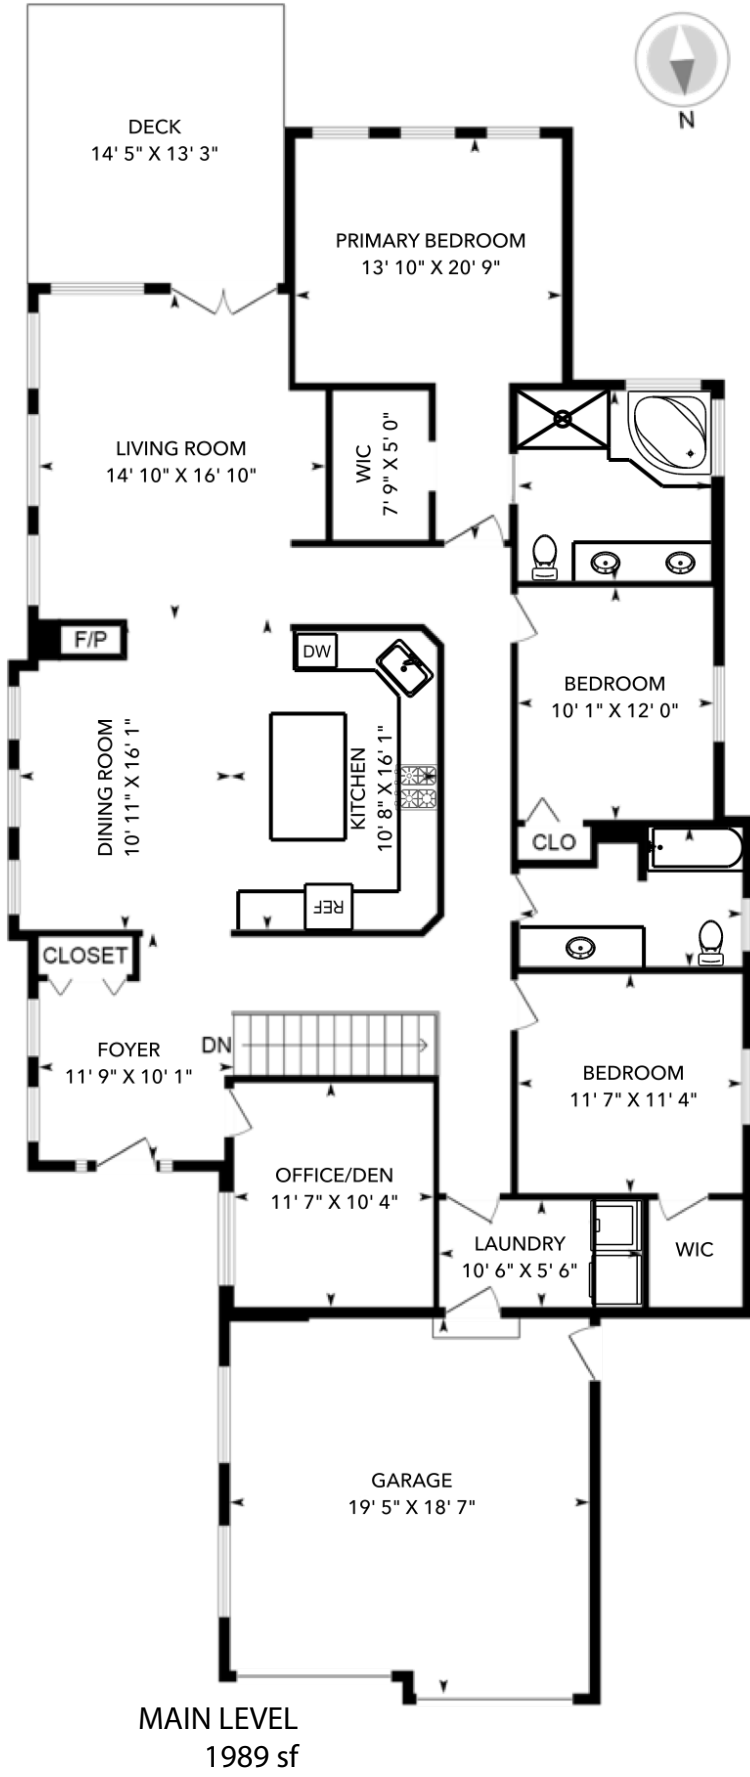 N
DECK
14' 5" X 13' 3"
PRIMARY BEDROOM
13' 10" X 20' 9"
LIVING ROOM
14' 10" X 16' 10"
WIC
7' 9" X 5' 0"
F/P
DW
BEDROOM
10' 1" X 12' 0"
DINING ROOM
10' 11" X 16' 1"
KITCHEN
10' 8" X 16' 1"
CLO
REF
CLOSET
DN
FOYER
11' 9" X 10' 1"
BEDROOM
11' 7" X 11' 4"
OFFICE/DEN
11' 7" X 10' 4"
LAUNDRY
10' 6" X 5' 6"
WIC
GARAGE
19' 5" X 18' 7"
MAIN LEVEL
1989 sf